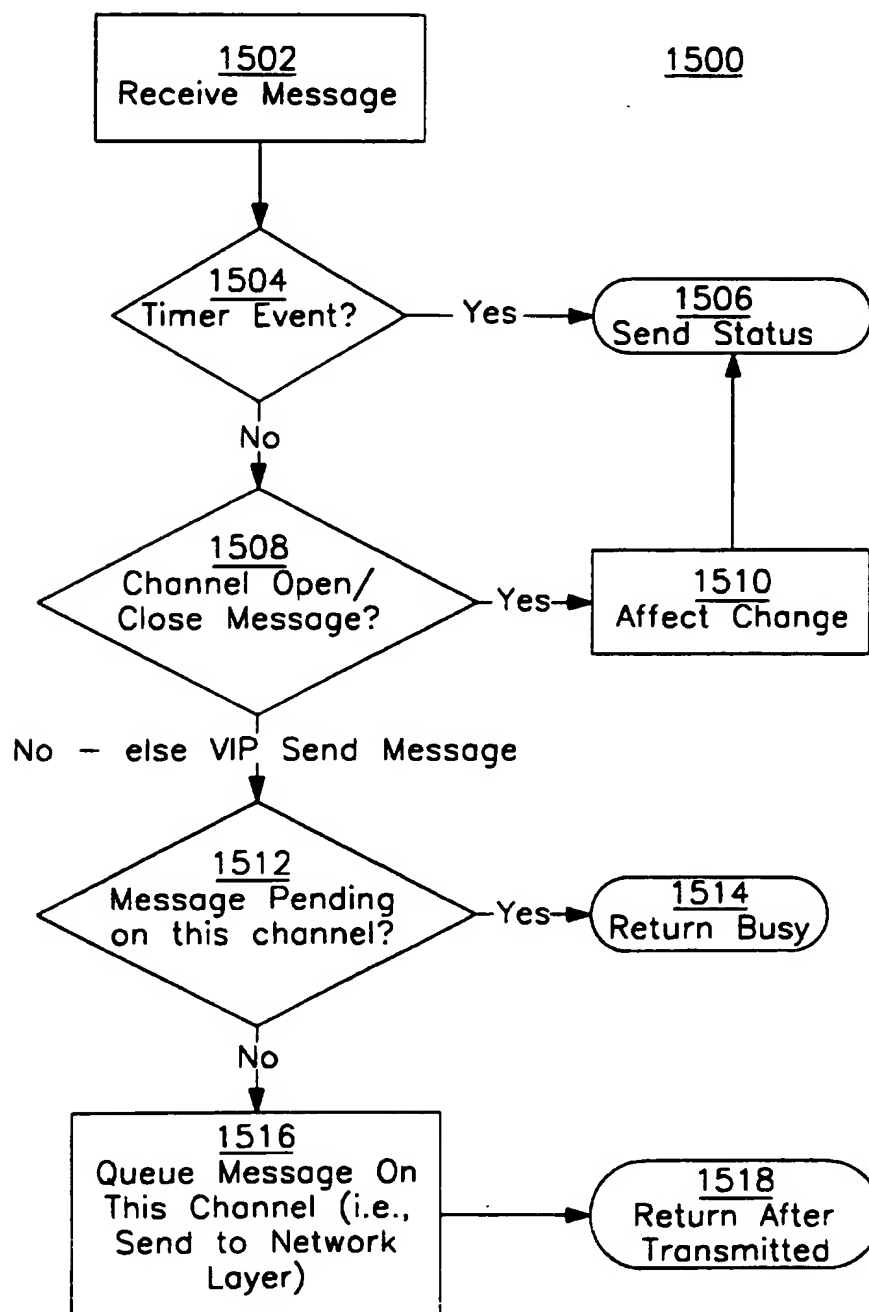 1502
Receive Message
1500
1504
Timer Event?
Yes
1506
Send Status
No
1508
Channel Open/
Close Message?
Yes
1510
Affect Change
No – else VIP Send Message
1512
Message Pending
on this channel?
Yes
1514
Return Busy
No
1516
Queue Message On
This Channel (i.e.,
Send to Network
Layer)
1518
Return After
Transmitted